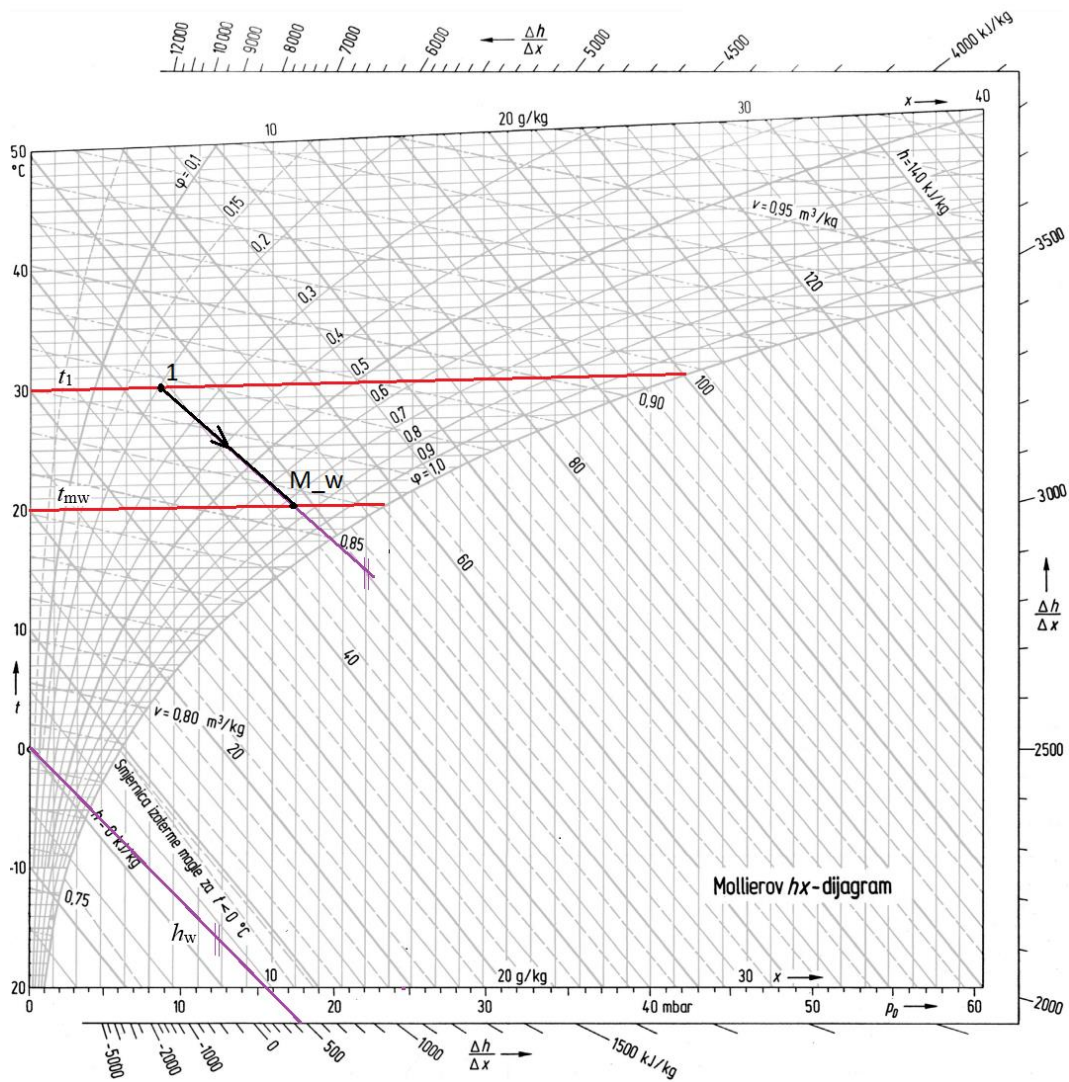 12000 10000 9000 8000 7000 6000 ← Δh/Δx 5000 4500 4000 kJ/kg
10 20 g/kg 30 x → 40
50
°C
φ=0,1
0,15
0,2
0,3
0,4
0,5
0,6
0,7
0,8
0,9
φ=1,0
h=140 kJ/kg
v=0,95 m³/kg
120
100
0,90
80
60
0,85
40
v=0,80 m³/kg
20
40
t₁
1
30
M_w
t_mw
20
10
t
0
Smjernica izoterme magle za t<0 °C
h=0 kJ/kg
-10
0,75
h_w
20
Mollierov hx-dijagram
10 20 g/kg 30 x →
0 10 20 30 40 mbar 50 p_D → 60
-5000 -2000 -1000 0 500 1000 Δh/Δx → 1500 kJ/kg
3500
3000
Δh/Δx
2500
2000